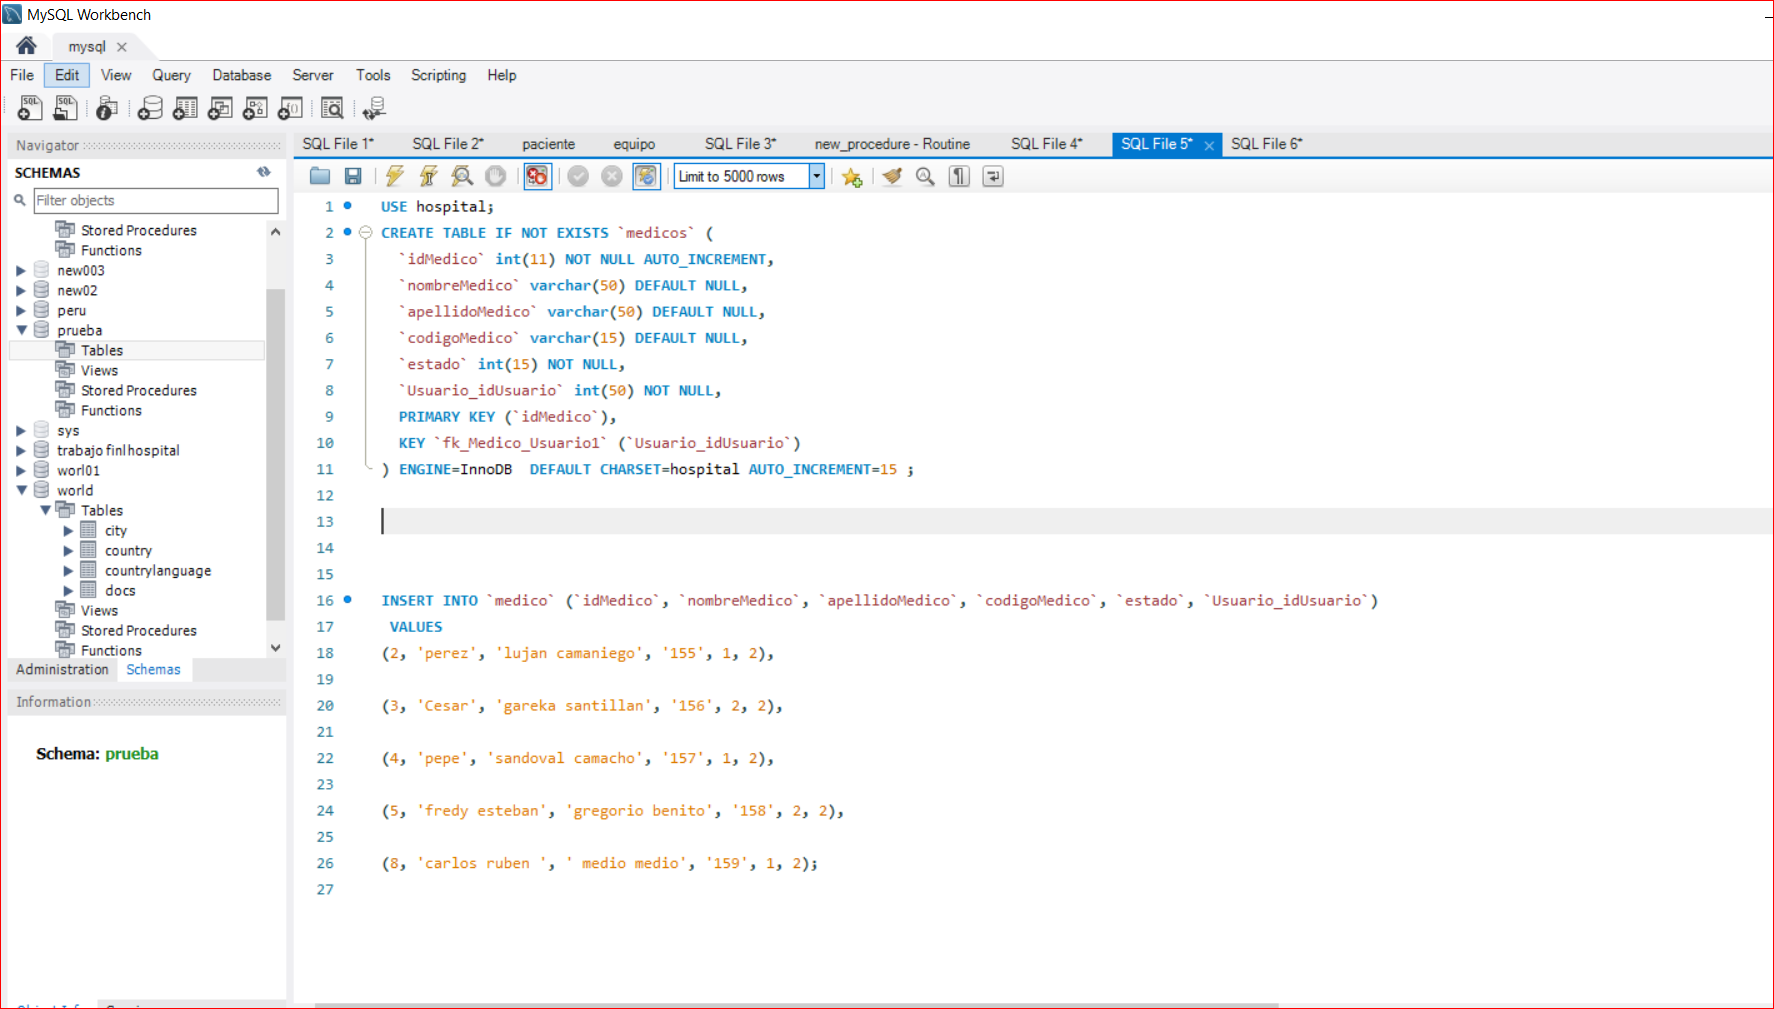 MySQL Workbench
mysql
File Edit View Query Database Server Tools Scripting Help
Navigator
SCHEMAS
Filter objects
Stored Procedures
Functions
new003
new02
peru
prueba
Tables
Views
Stored Procedures
Functions
sys
trabajo finl hospital
worl01
world
Tables
city
country
countrylanguage
docs
Views
Stored Procedures
Functions
Administration Schemas
Information
Schema: prueba
SQL File 1* SQL File 2* paciente equipo SQL File 3* new_procedure - Routine SQL File 4* SQL File 5* SQL File 6*
Limit to 5000 rows
1 USE hospital;
2 CREATE TABLE IF NOT EXISTS `medicos` (
3 `idMedico` int(11) NOT NULL AUTO_INCREMENT,
4 `nombreMedico` varchar(50) DEFAULT NULL,
5 `apellidoMedico` varchar(50) DEFAULT NULL,
6 `codigoMedico` varchar(15) DEFAULT NULL,
7 `estado` int(15) NOT NULL,
8 `Usuario_idUsuario` int(50) NOT NULL,
9 PRIMARY KEY (`idMedico`),
10 KEY `fk_Medico_Usuario1` (`Usuario_idUsuario`)
11 ) ENGINE=InnoDB  DEFAULT CHARSET=hospital AUTO_INCREMENT=15 ;
12
13
14
15
16 INSERT INTO `medico` (`idMedico`, `nombreMedico`, `apellidoMedico`, `codigoMedico`, `estado`, `Usuario_idUsuario`)
17 VALUES
18 (2, 'perez', 'lujan camaniego', '155', 1, 2),
19
20 (3, 'Cesar', 'gareka santillan', '156', 2, 2),
21
22 (4, 'pepe', 'sandoval camacho', '157', 1, 2),
23
24 (5, 'fredy esteban', 'gregorio benito', '158', 2, 2),
25
26 (8, 'carlos ruben ', ' medio medio', '159', 1, 2);
27